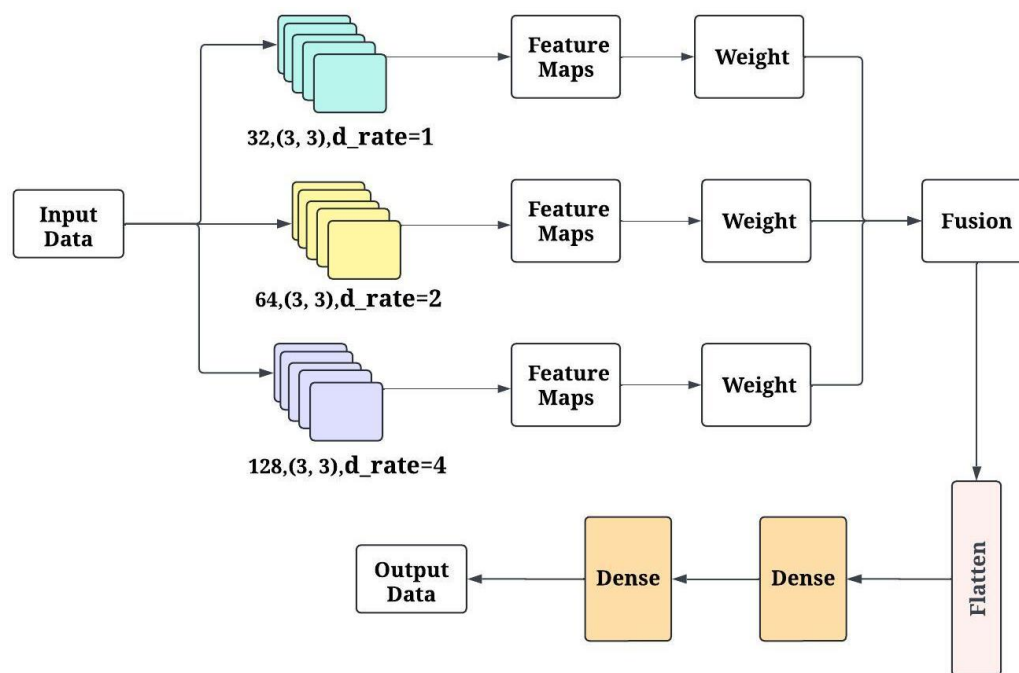 Feature
Maps
Weight
32,(3, 3),d_rate=1
Input
Data
Feature
Maps
Weight
Fusion
64,(3, 3),d_rate=2
Feature
Maps
Weight
128,(3, 3),d_rate=4
Output
Data
Dense
Dense
Flatten